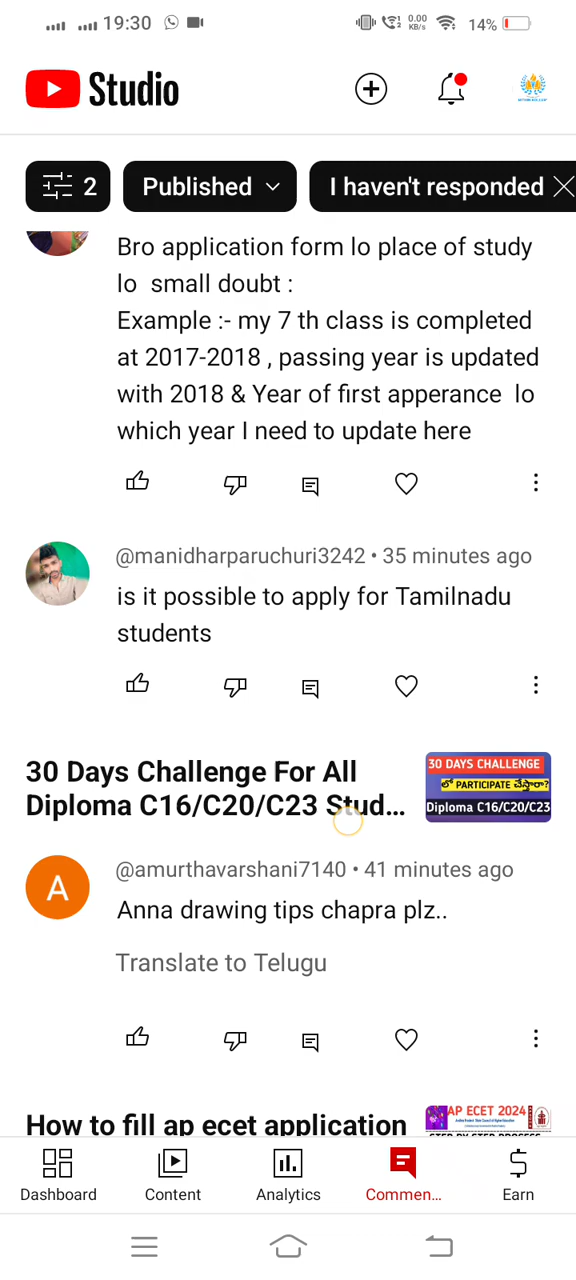 19:30
0.00
KB/s
14%
Studio
2
Published
I haven't responded
Bro application form lo place of study
lo small doubt :
Example :- my 7 th class is completed
at 2017-2018 , passing year is updated
with 2018 & Year of first apperance lo
which year I need to update here
@manidharparuchuri3242 • 35 minutes ago
is it possible to apply for Tamilnadu
students
30 Days Challenge For All
Diploma C16/C20/C23 Stud...
30 DAYS CHALLENGE
లో PARTICIPATE చేస్తారా?
Diploma C16/C20/C23
@amurthavarshani7140 • 41 minutes ago
A
Anna drawing tips chapra plz..
Translate to Telugu
How to fill ap ecet application
AP ECET 2024
Dashboard
Content
Analytics
Commen...
Earn